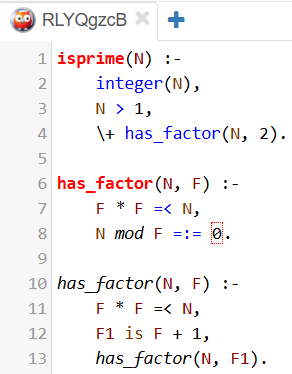 RLYQgzcB
1 isprime(N) :-
2     integer(N),
3     N > 1,
4     \+ has_factor(N, 2).
5
6 has_factor(N, F) :-
7     F * F =< N,
8     N mod F =:= 0.
9
10 has_factor(N, F) :-
11     F * F =< N,
12     F1 is F + 1,
13     has_factor(N, F1).